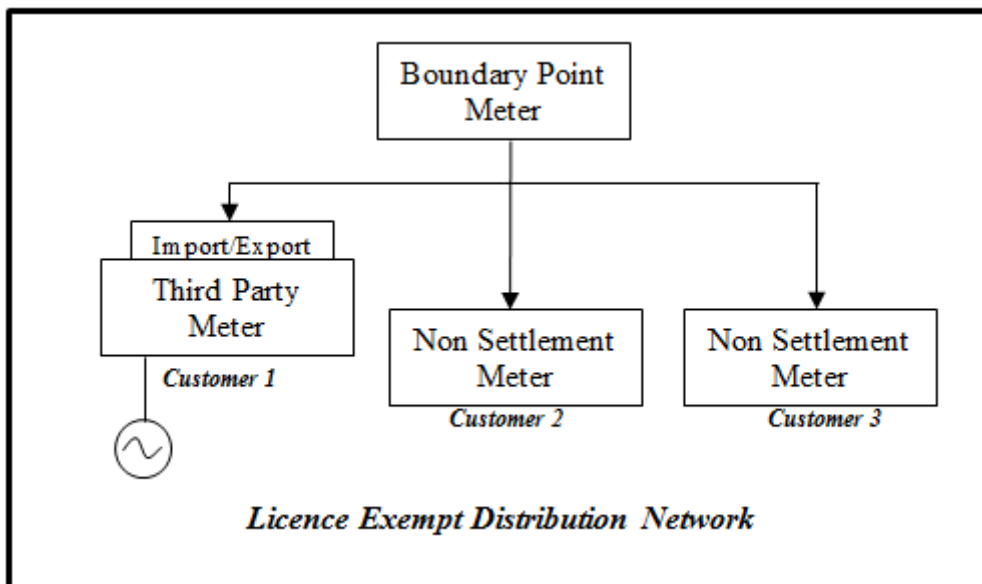 Boundary Point
Meter
Import/Export
Third Party
Meter
Customer 1
Non Settlement
Meter
Customer 2
Non Settlement
Meter
Customer 3
Licence Exempt Distribution Network